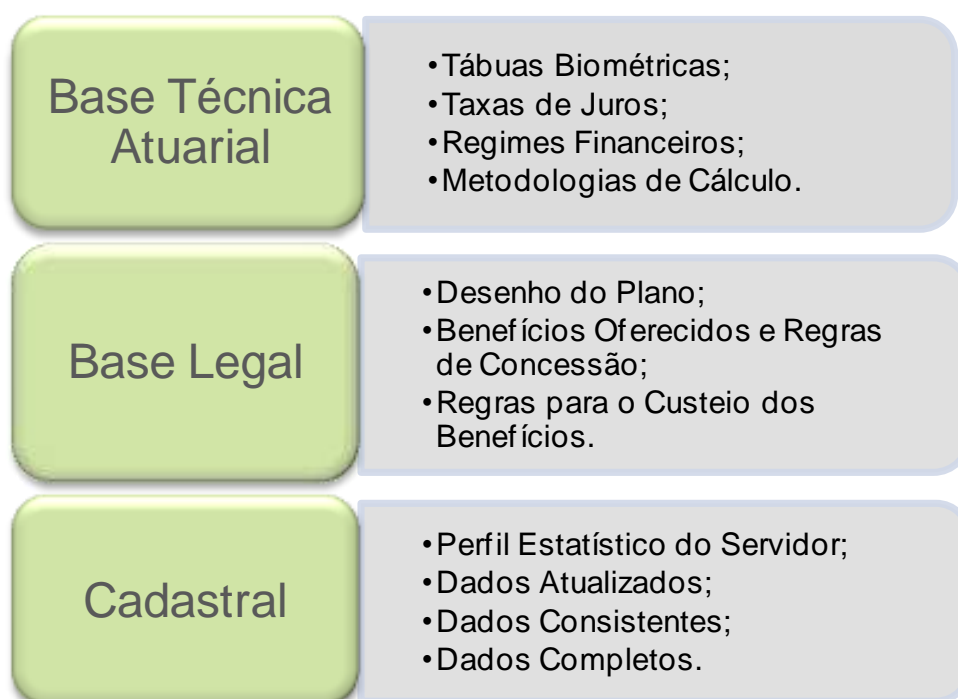 Base Técnica
Atuarial
•Tábuas Biométricas;
•Taxas de Juros;
•Regimes Financeiros;
•Metodologias de Cálculo.
Base Legal
•Desenho do Plano;
•Benefícios Oferecidos e Regras
de Concessão;
•Regras para o Custeio dos
Benefícios.
Cadastral
•Perfil Estatístico do Servidor;
•Dados Atualizados;
•Dados Consistentes;
•Dados Completos.